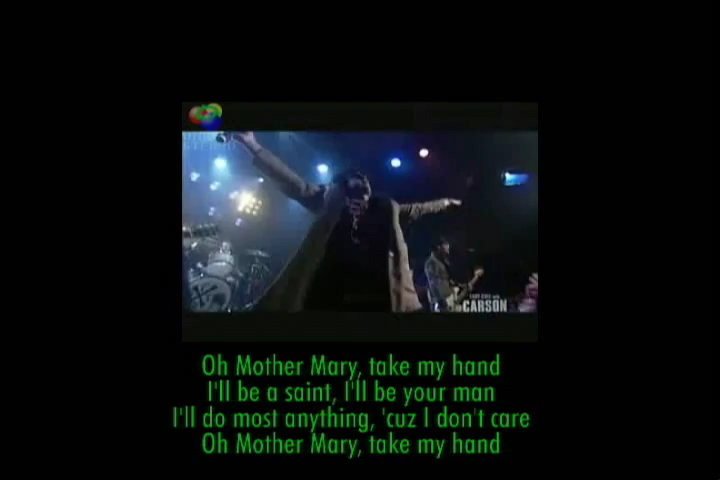 CARSON
Oh Mother Mary, take my hand
I'll be a saint, I'll be your man
I'll do most anything, 'cuz I don't care
Oh Mother Mary, take my hand